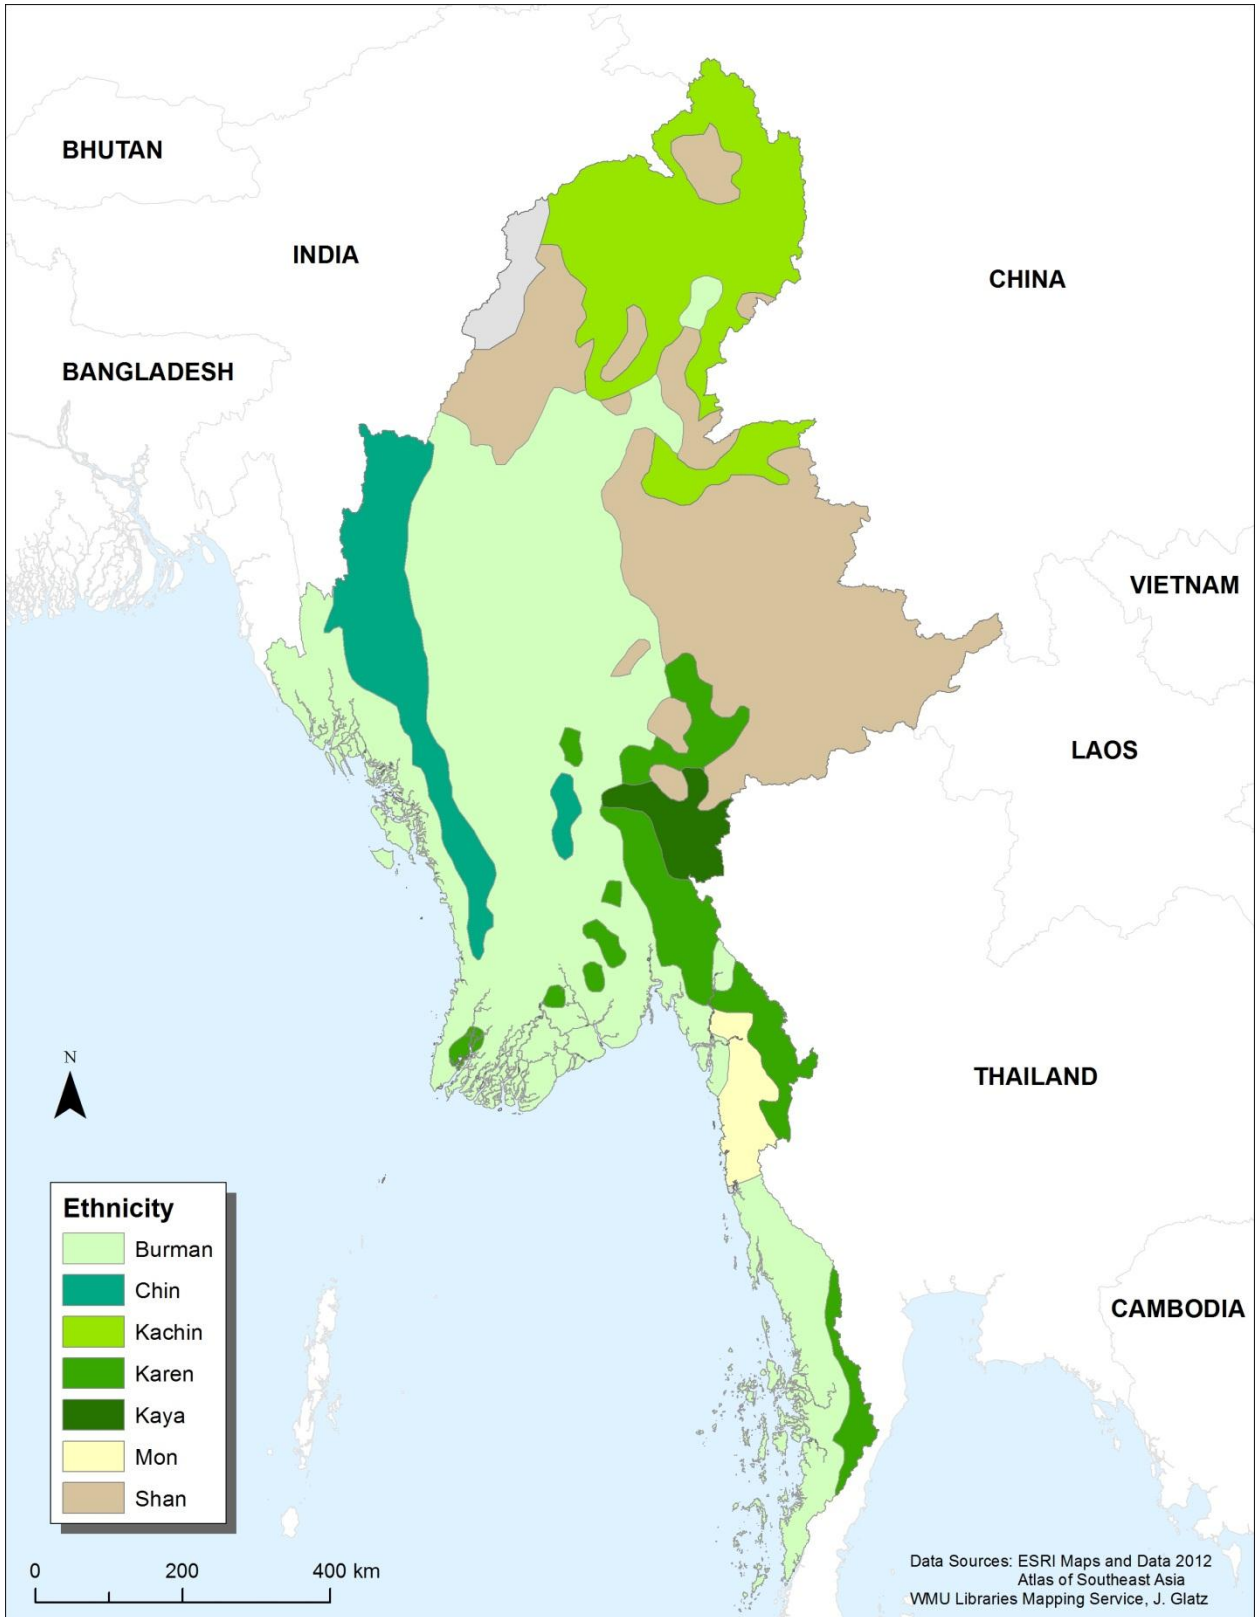 BHUTAN
INDIA
CHINA
BANGLADESH
VIETNAM
LAOS
N
THAILAND
CAMBODIA
Ethnicity
Burman
Chin
Kachin
Karen
Kaya
Mon
Shan
0 200 400 km
Data Sources: ESRI Maps and Data 2012
Atlas of Southeast Asia
WMU Libraries Mapping Service, J. Glatz